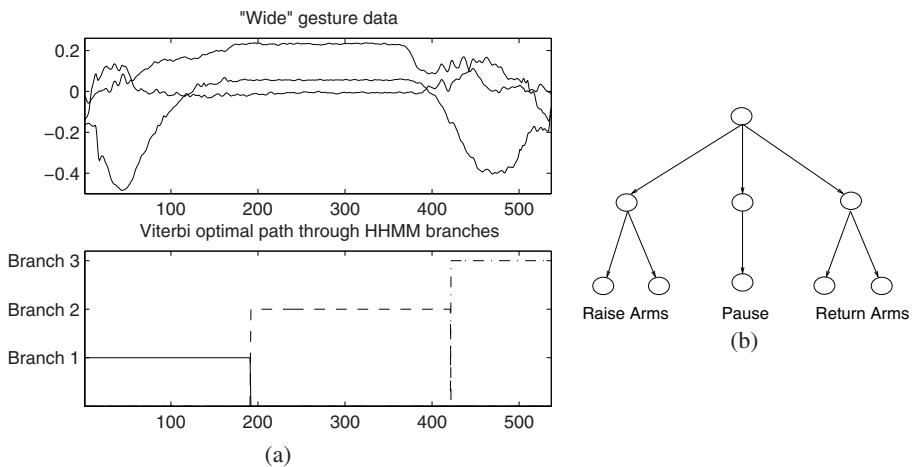 "Wide" gesture data
0.2
0
−0.2
−0.4
100 200 300 400 500
Viterbi optimal path through HHMM branches
Branch 3
Branch 2
Branch 1
100 200 300 400 500
(a)
Raise Arms Pause Return Arms
(b)